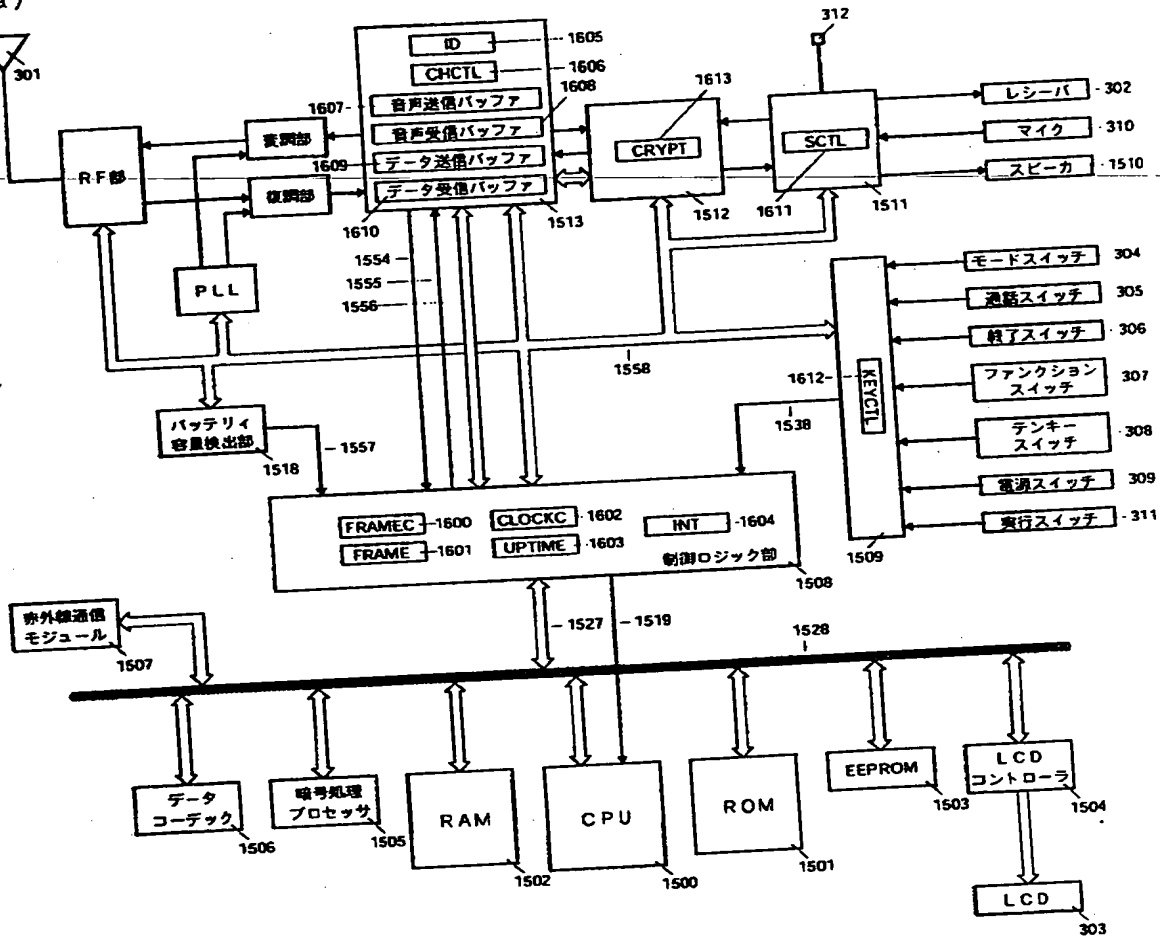 a)
301
ID
1605
CHCTL
1606
1607
音声送信バッファ
1608
音声受信バッファ
1609
データ送信バッファ
1610
データ受信バッファ
1513
RF部
変調部
復調部
PLL
1613
CRYPT
1512
312
SCTL
1611
1511
レシーバ
302
マイク
310
スピーカ
1510
1554
1555
1556
モードスイッチ
304
通話スイッチ
305
終了スイッチ
306
ファンクション
スイッチ
307
テンキー
スイッチ
308
電源スイッチ
309
実行スイッチ
311
1612
KEYCTL
1509
1558
1538
バッテリィ
容量検出部
1518
1557
FRAMEC
1600
FRAME
1601
CLOCKC
1602
UPTIME
1603
INT
1604
制御ロジック部
1508
赤外線通信
モジュール
1507
1527
1519
1528
データ
コーデック
1506
暗号処理
プロセッサ
1505
RAM
1502
CPU
1500
ROM
1501
EEPROM
1503
LCD
コントローラ
1504
LCD
303